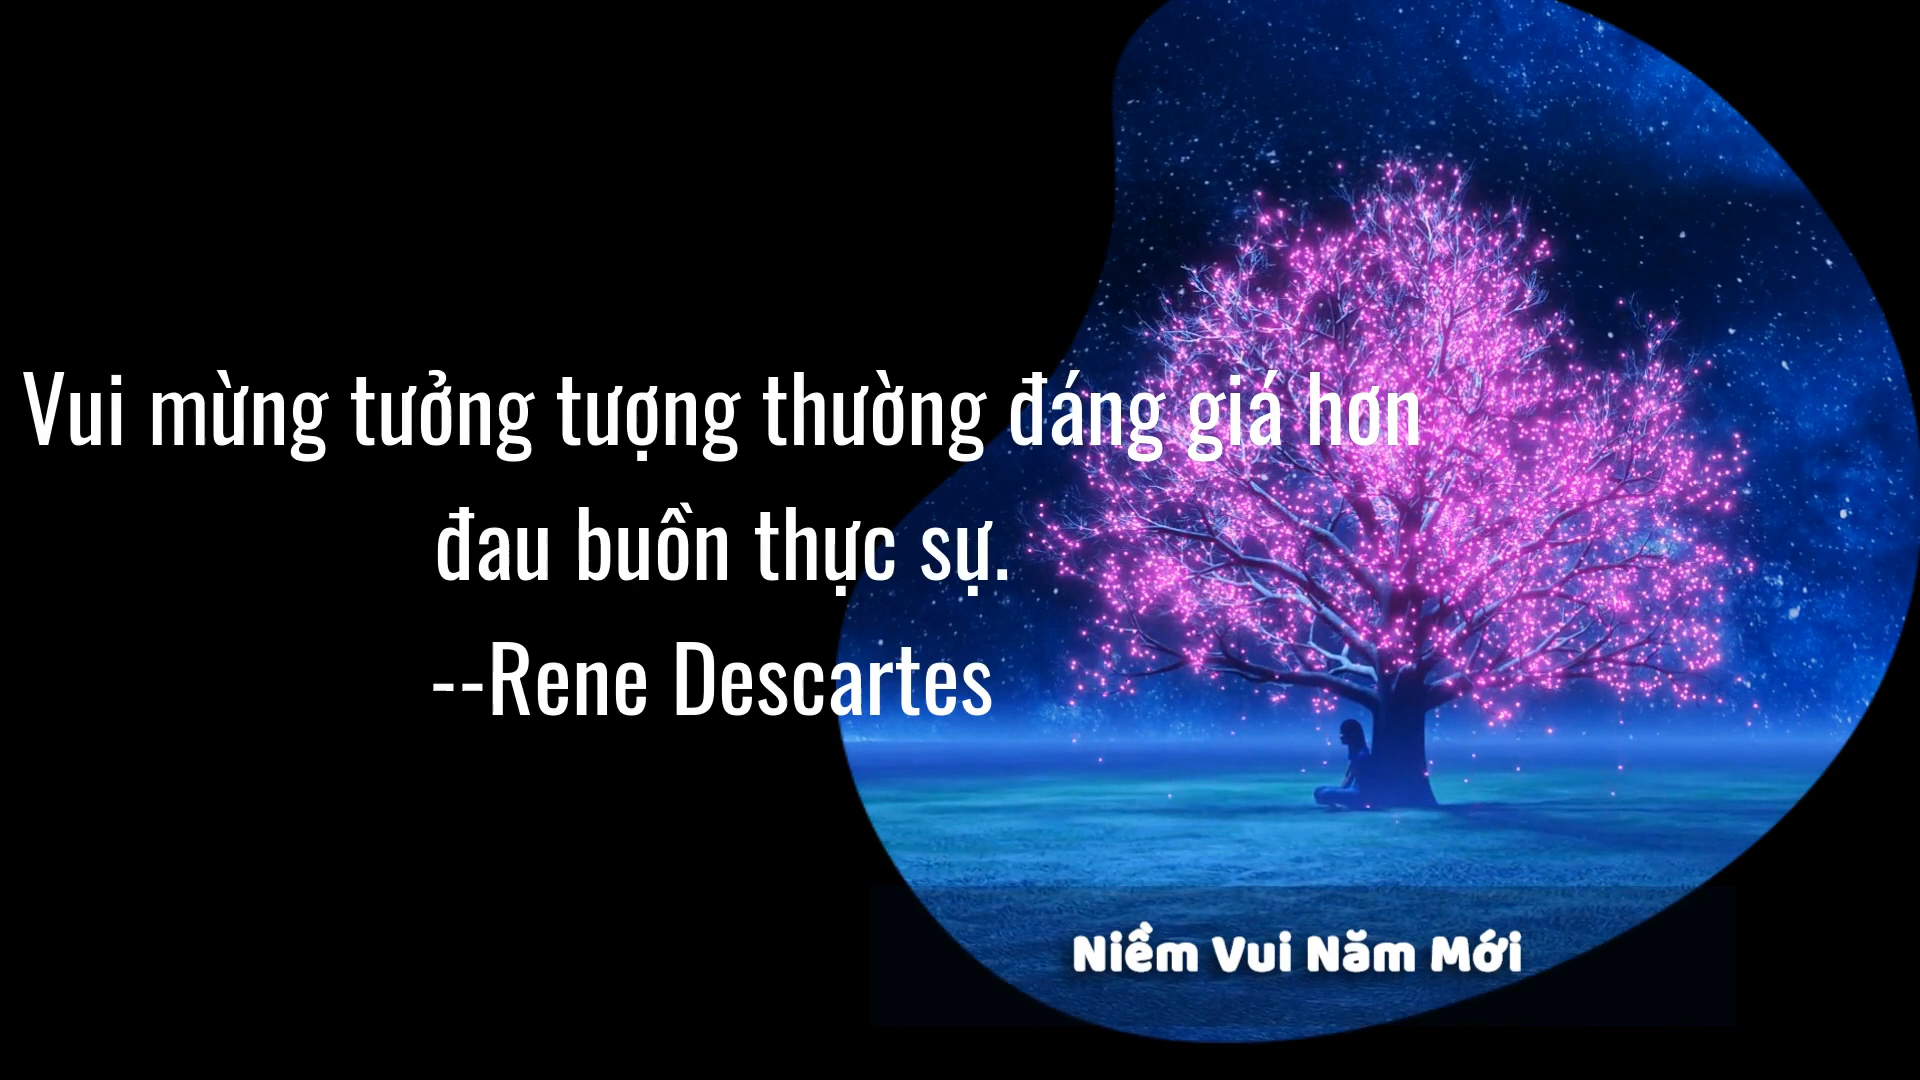 Vui mừng tưởng tượng thường đáng giá hơn
đau buồn thực sự.
--Rene Descartes
Niềm Vui Năm Mới